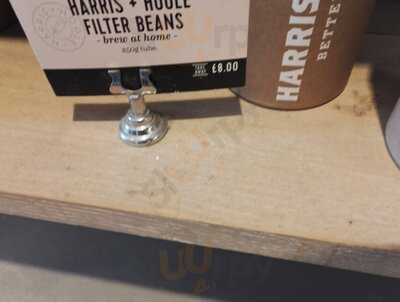 HARRIS + HOOLE
FILTER BEANS
- brew at home -
£8.00
HARRIS
BETTE